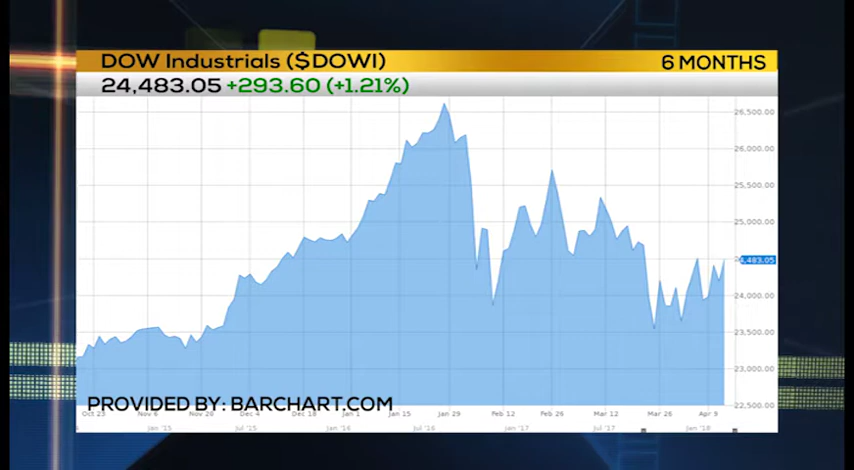 DOW Industrials ($DOWI) 6 MONTHS
24,483.05 +293.60 (+1.21%)
26,500.00
26,000.00
25,500.00
25,000.00
4,483.05
24,000.00
23,500.00
23,000.00
22,500.00
PROVIDED BY: BARCHART.COM
Oct 23 Nov 6 Nov 20 Dec 4 Dec 18 Jan 1 Jan 15 Jan 29 Feb 12 Feb 26 Mar 12 Mar 26 Apr 9
Jan '15 Jul '15 Jan '16 Jul '16 Jan '17 Jul '17 Jan '18